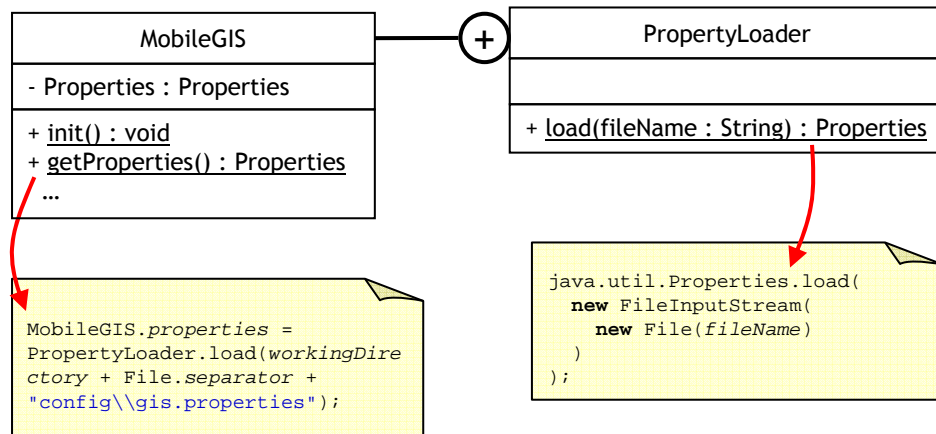 MobileGIS
- Properties : Properties
+ init() : void
+ getProperties() : Properties
…
+
PropertyLoader
+ load(fileName : String) : Properties
MobileGIS.properties =
PropertyLoader.load(workingDire
ctory + File.separator +
"config\\gis.properties");
java.util.Properties.load(
new FileInputStream(
new File(fileName)
)
);